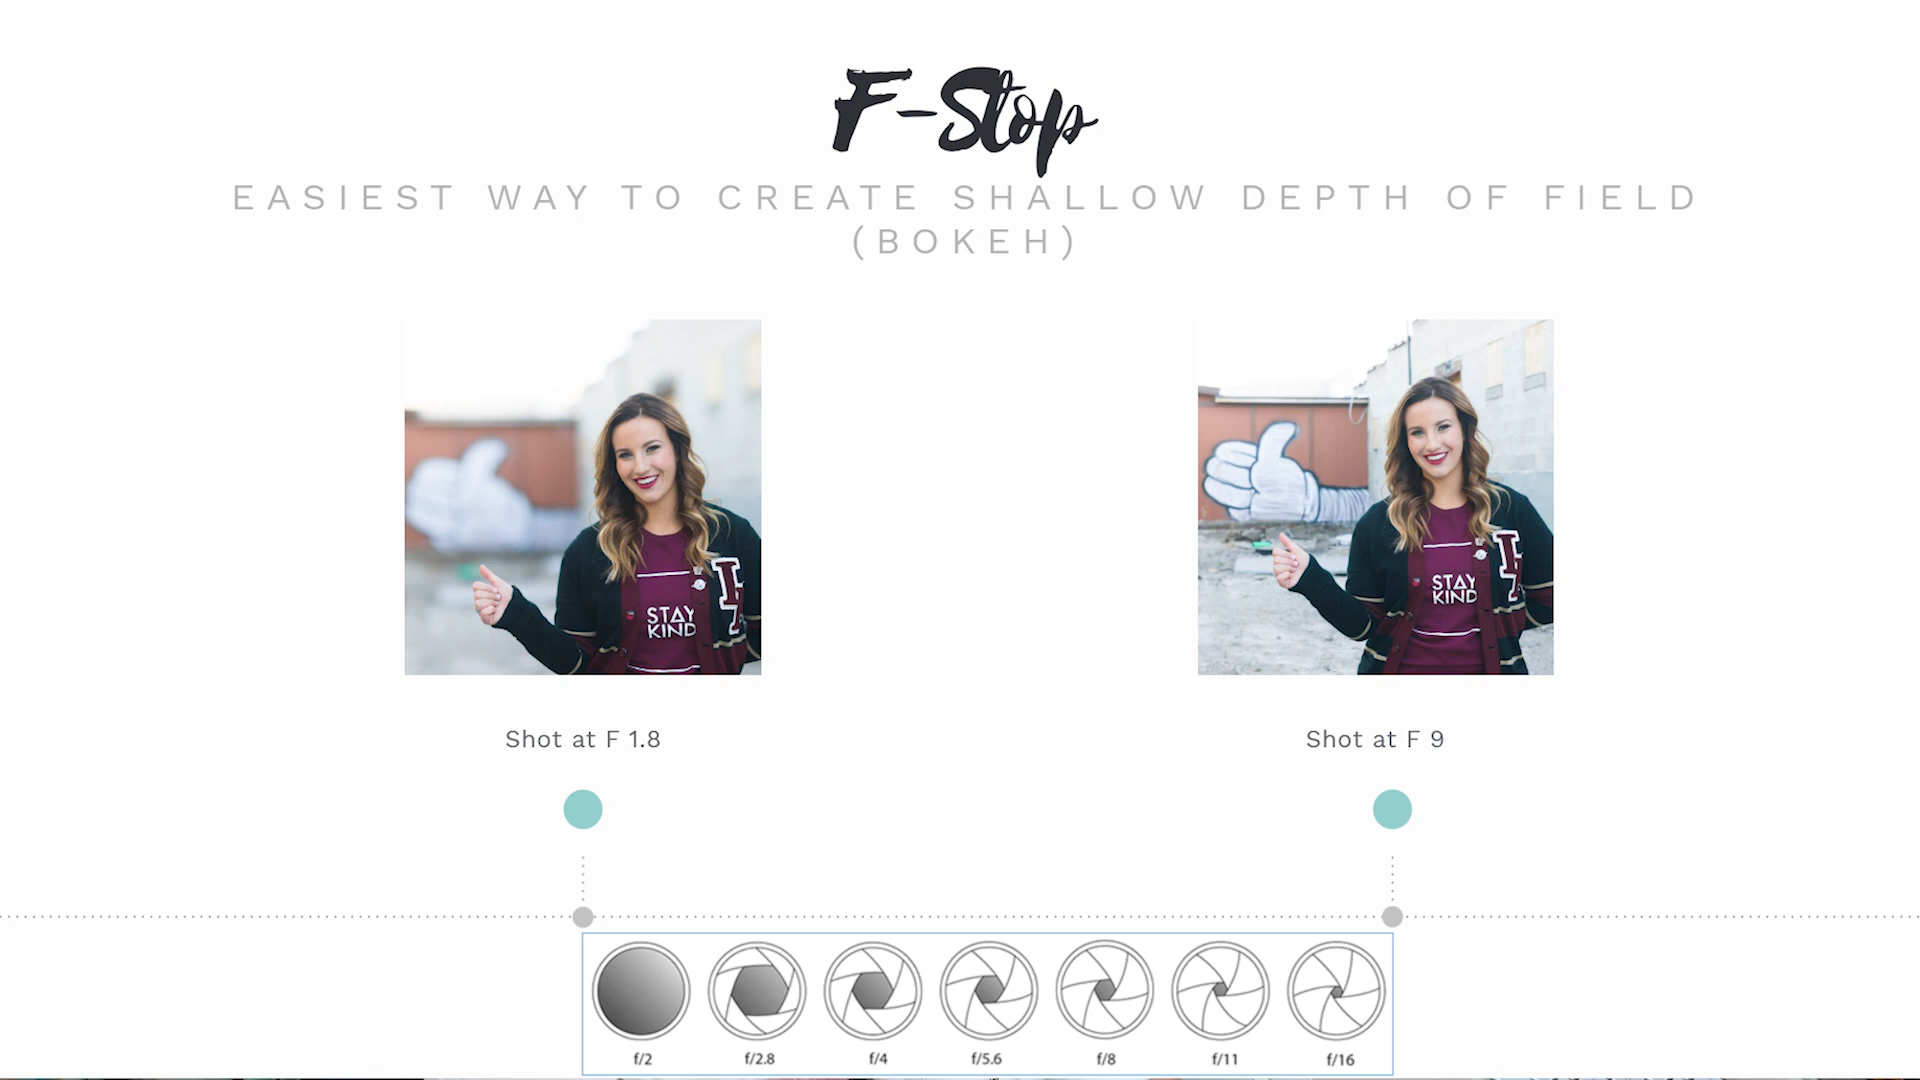 F-Stop
EASIEST WAY TO CREATE SHALLOW DEPTH OF FIELD
(BOKEH)
STAY
KIND
STAY
KIND
Shot at F 1.8
Shot at F 9
f/2
f/2.8
f/4
f/5.6
f/8
f/11
f/16